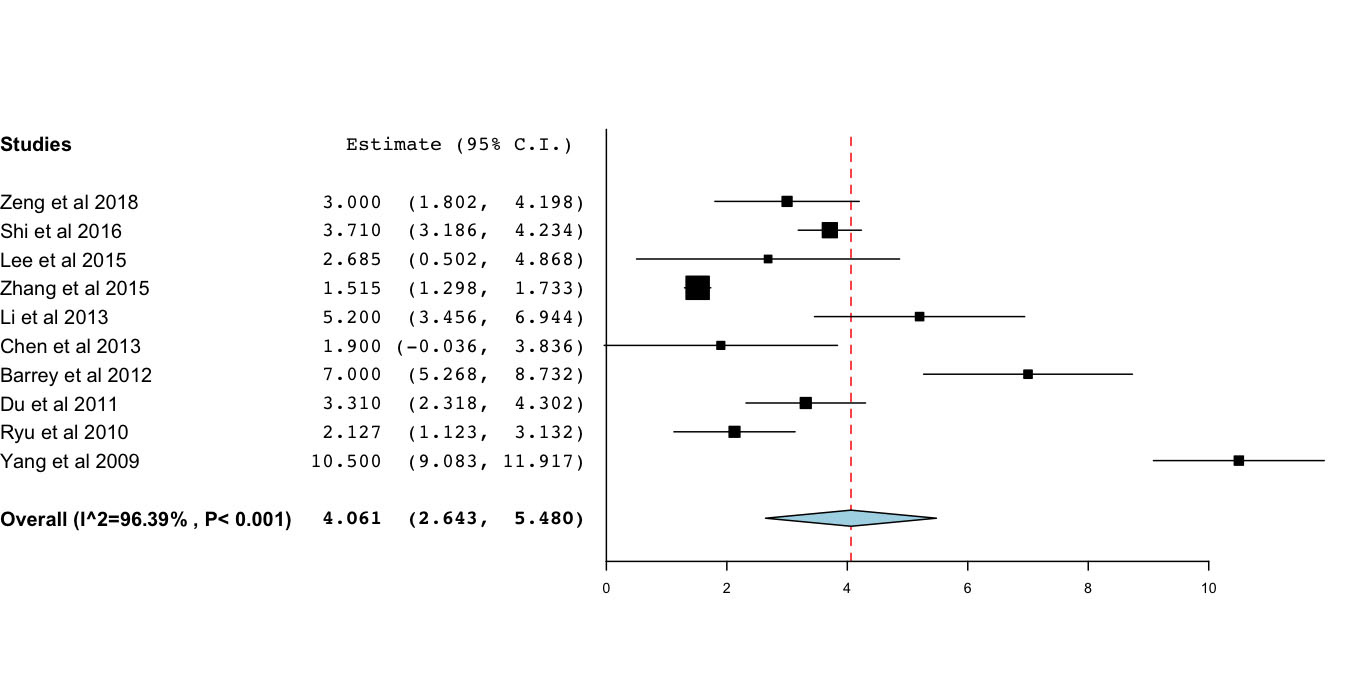 Studies Estimate (95% C.I.)
Zeng et al 2018 3.000 (1.802, 4.198)
Shi et al 2016 3.710 (3.186, 4.234)
Lee et al 2015 2.685 (0.502, 4.868)
Zhang et al 2015 1.515 (1.298, 1.733)
Li et al 2013 5.200 (3.456, 6.944)
Chen et al 2013 1.900 (-0.036, 3.836)
Barrey et al 2012 7.000 (5.268, 8.732)
Du et al 2011 3.310 (2.318, 4.302)
Ryu et al 2010 2.127 (1.123, 3.132)
Yang et al 2009 10.500 (9.083, 11.917)
Overall (I^2=96.39% , P< 0.001) 4.061 (2.643, 5.480)
0 2 4 6 8 10